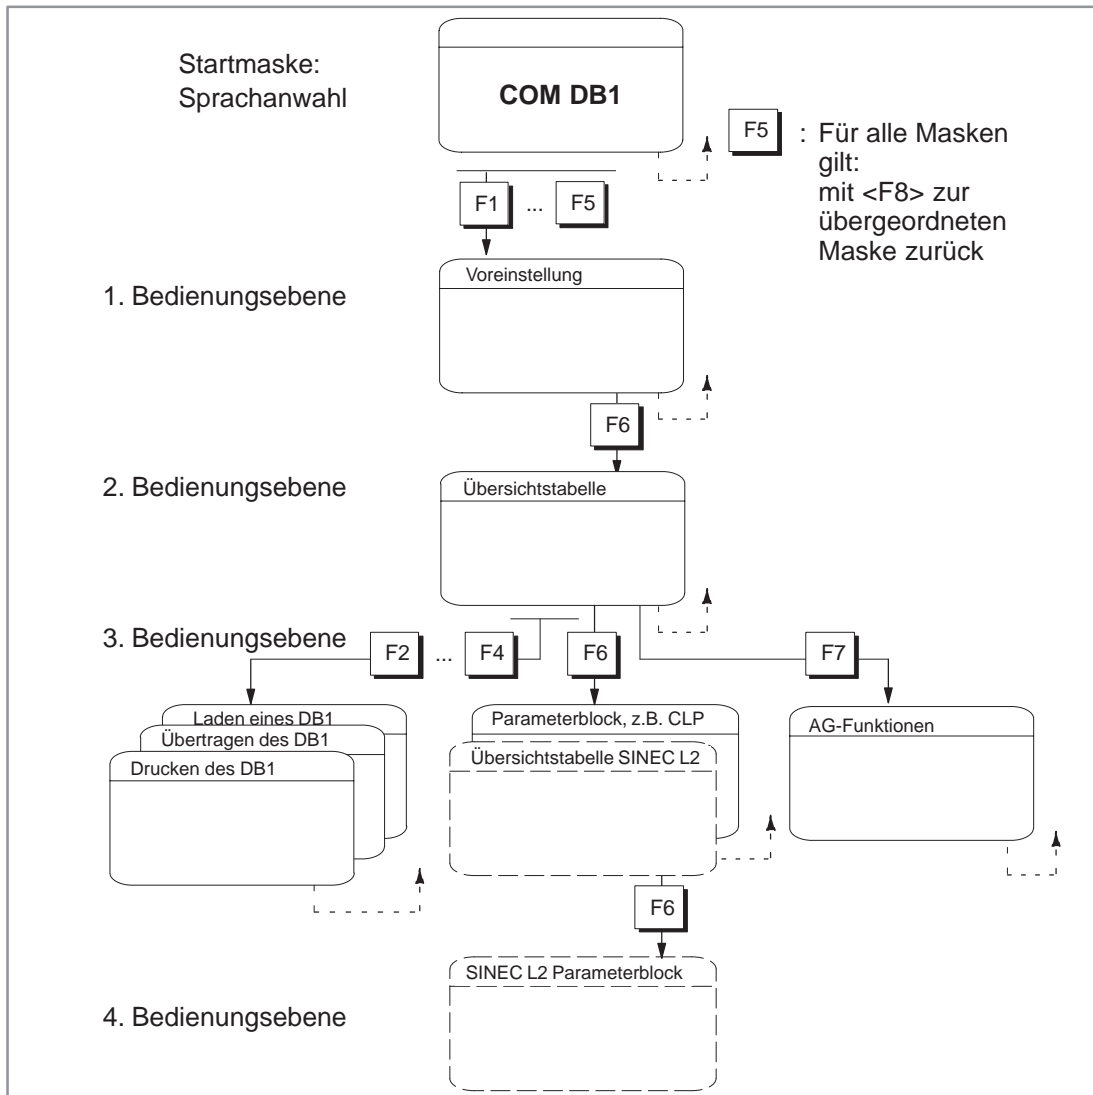 Startmaske:
Sprachanwahl
COM DB1
F5 : Für alle Masken
gilt:
mit <F8> zur
übergeordneten
Maske zurück
F1 ... F5
Voreinstellung
1. Bedienungsebene
F6
2. Bedienungsebene
Übersichtstabelle
3. Bedienungsebene
F2 ... F4 F6 F7
Laden eines DB1
Übertragen des DB1
Drucken des DB1
Parameterblock, z.B. CLP
Übersichtstabelle SINEC L2
AG-Funktionen
F6
SINEC L2 Parameterblock
4. Bedienungsebene